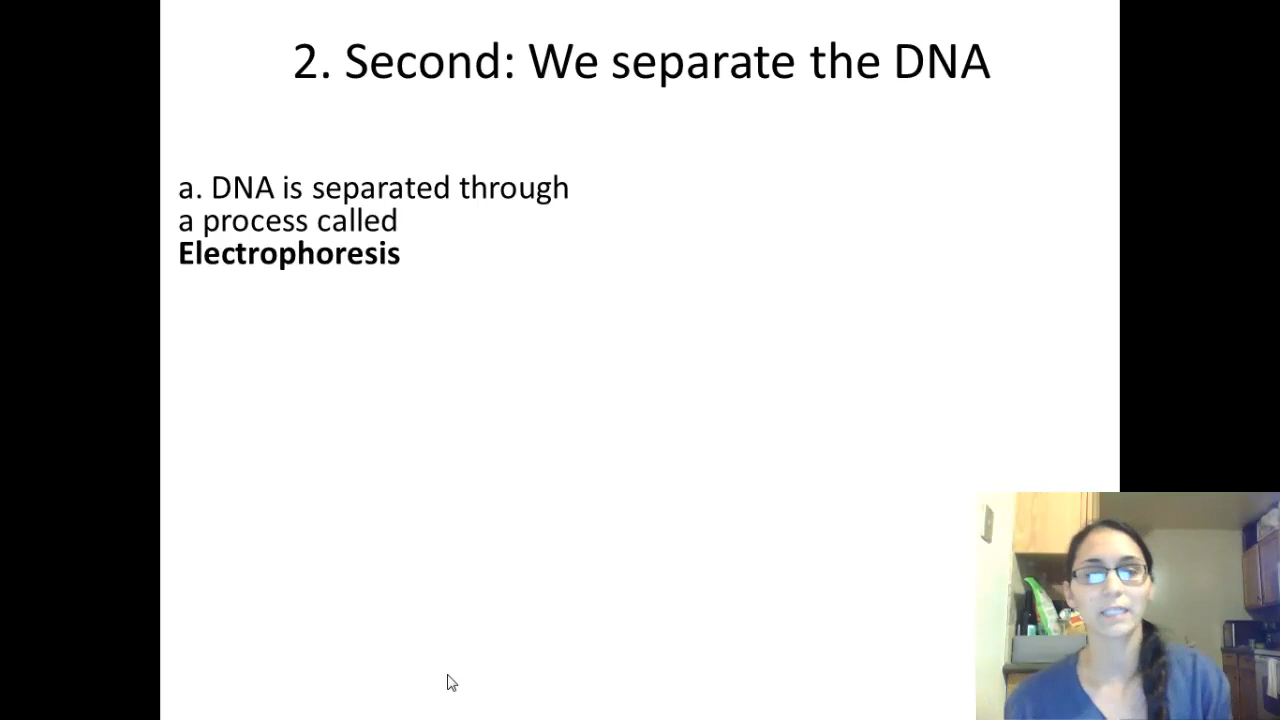 2. Second: We separate the DNA
a. DNA is separated through
a process called
Electrophoresis